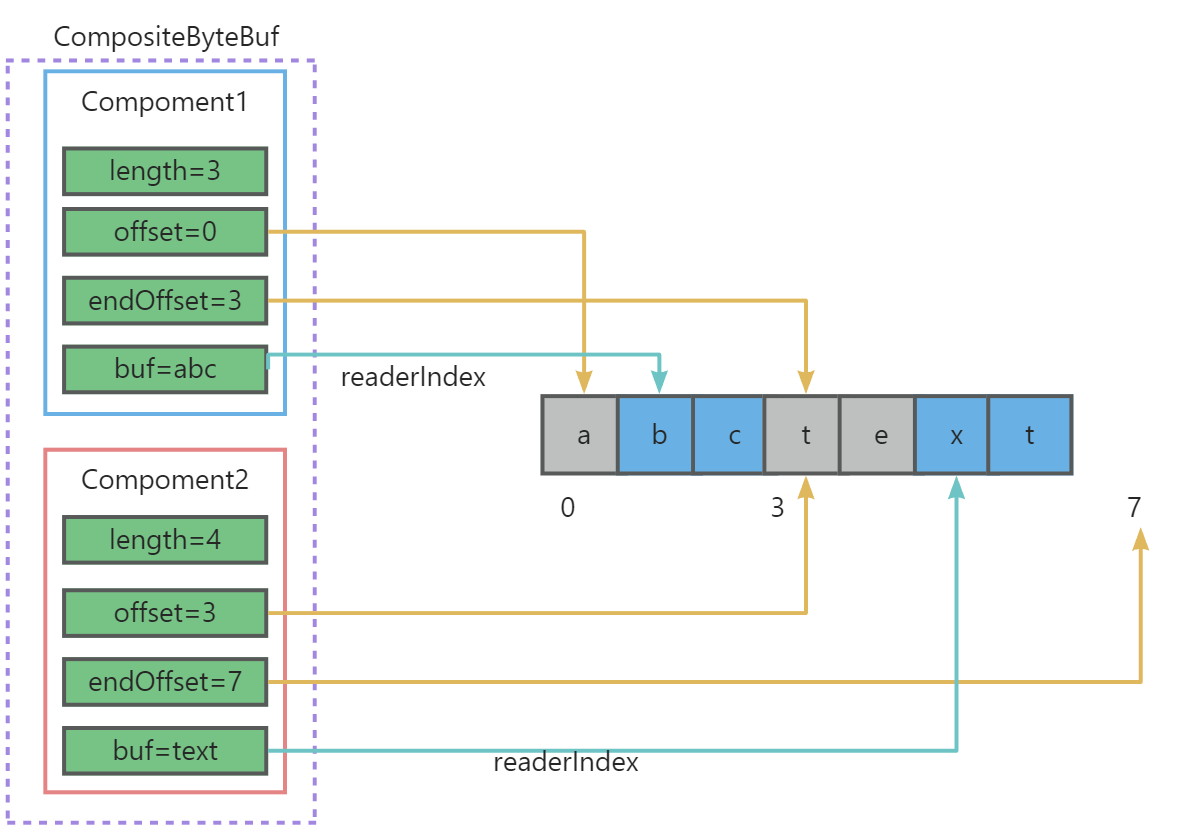 CompositeByteBuf
Compoment1
length=3
offset=0
endOffset=3
buf=abc
readerIndex
a b c t e x t
0 3 7
Compoment2
length=4
offset=3
endOffset=7
buf=text
readerIndex